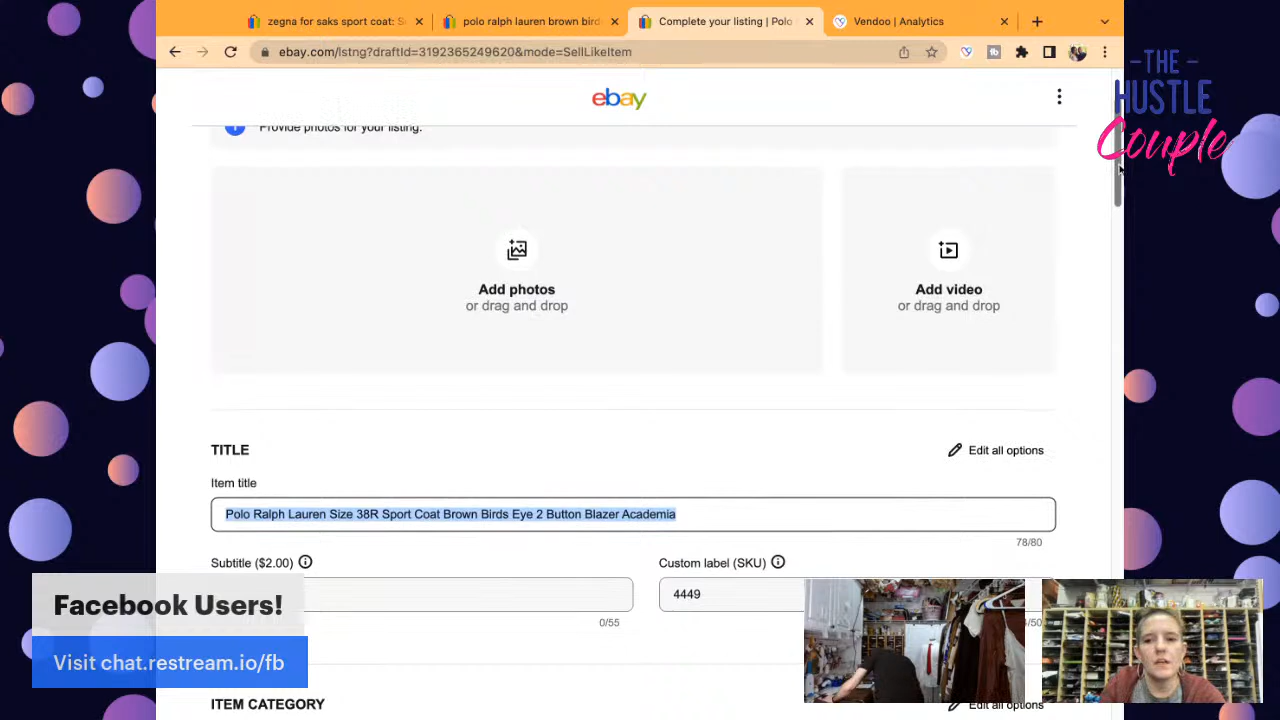 zegna for saks sport coat: S
polo ralph lauren brown birds
Complete your listing | Polo
Vendoo | Analytics
ebay.com/lstng?draftId=3192365249620&mode=SellLikeItem
-THE-
HUSTLE
Couple
ebay
Provide photos for your listing.
Add photos
or drag and drop
Add video
or drag and drop
TITLE
Edit all options
Item title
Polo Ralph Lauren Size 38R Sport Coat Brown Birds Eye 2 Button Blazer Academia
78/80
Subtitle ($2.00)
Custom label (SKU)
4449
0/55
/50
Facebook Users!
Visit chat.restream.io/fb
ITEM CATEGORY
Edit all options